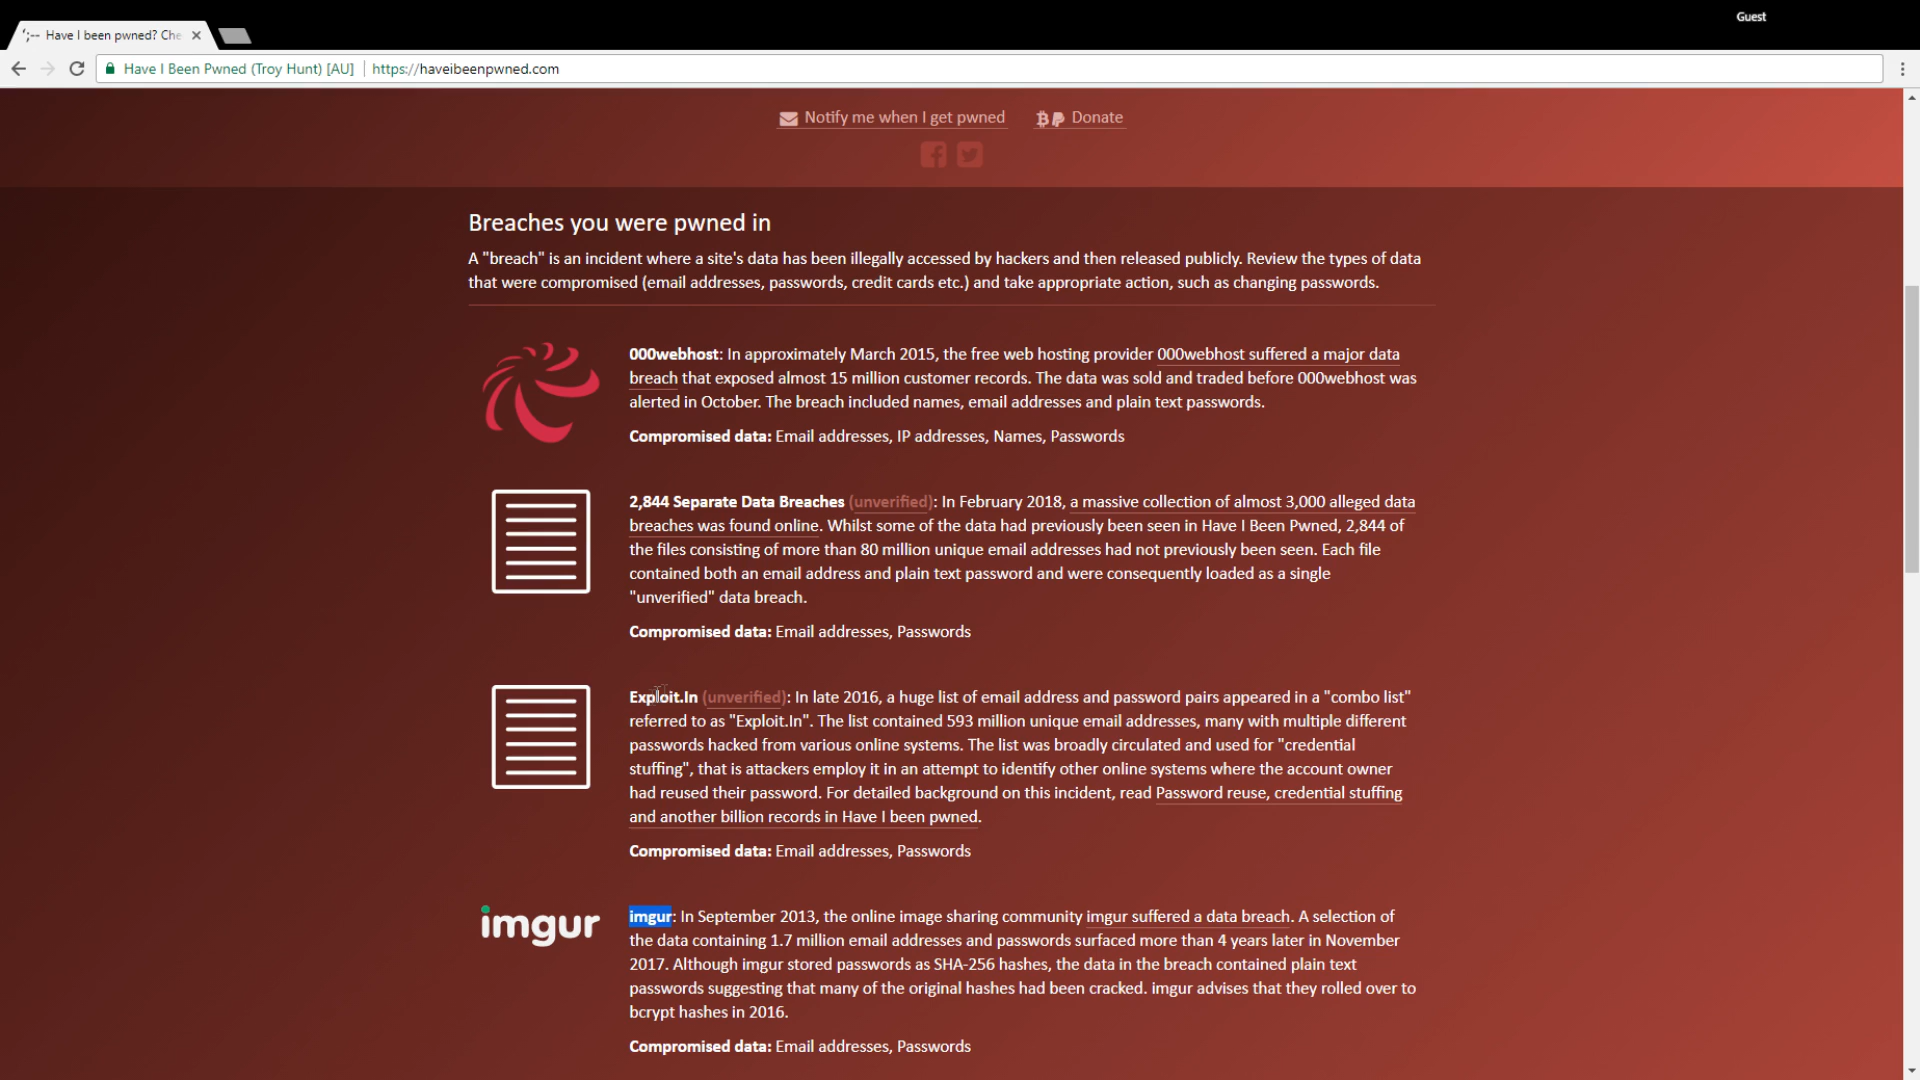 Guest
';-- Have I been pwned? Che
Have I Been Pwned (Troy Hunt) [AU] https://haveibeenpwned.com
Notify me when I get pwned Donate
Breaches you were pwned in
A "breach" is an incident where a site's data has been illegally accessed by hackers and then released publicly. Review the types of data
that were compromised (email addresses, passwords, credit cards etc.) and take appropriate action, such as changing passwords.
000webhost: In approximately March 2015, the free web hosting provider 000webhost suffered a major data
breach that exposed almost 15 million customer records. The data was sold and traded before 000webhost was
alerted in October. The breach included names, email addresses and plain text passwords.
Compromised data: Email addresses, IP addresses, Names, Passwords
2,844 Separate Data Breaches (unverified): In February 2018, a massive collection of almost 3,000 alleged data
breaches was found online. Whilst some of the data had previously been seen in Have I Been Pwned, 2,844 of
the files consisting of more than 80 million unique email addresses had not previously been seen. Each file
contained both an email address and plain text password and were consequently loaded as a single
"unverified" data breach.
Compromised data: Email addresses, Passwords
Exploit.In (unverified): In late 2016, a huge list of email address and password pairs appeared in a "combo list"
referred to as "Exploit.In". The list contained 593 million unique email addresses, many with multiple different
passwords hacked from various online systems. The list was broadly circulated and used for "credential
stuffing", that is attackers employ it in an attempt to identify other online systems where the account owner
had reused their password. For detailed background on this incident, read Password reuse, credential stuffing
and another billion records in Have I been pwned.
Compromised data: Email addresses, Passwords
imgur
imgur: In September 2013, the online image sharing community imgur suffered a data breach. A selection of
the data containing 1.7 million email addresses and passwords surfaced more than 4 years later in November
2017. Although imgur stored passwords as SHA-256 hashes, the data in the breach contained plain text
passwords suggesting that many of the original hashes had been cracked. imgur advises that they rolled over to
bcrypt hashes in 2016.
Compromised data: Email addresses, Passwords